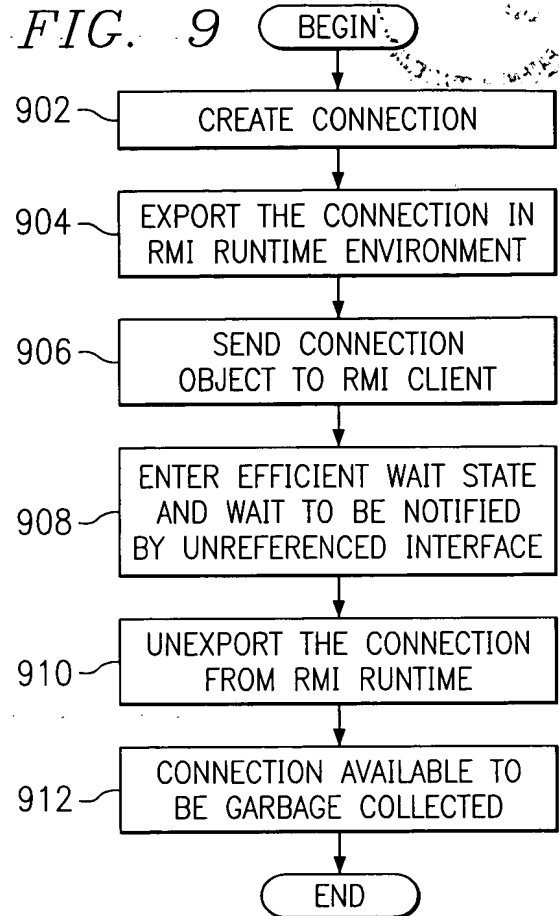 FIG. 9
BEGIN
902
CREATE CONNECTION
904
EXPORT THE CONNECTION IN
RMI RUNTIME ENVIRONMENT
906
SEND CONNECTION
OBJECT TO RMI CLIENT
908
ENTER EFFICIENT WAIT STATE
AND WAIT TO BE NOTIFIED
BY UNREFERENCED INTERFACE
910
UNEXPORT THE CONNECTION
FROM RMI RUNTIME
912
CONNECTION AVAILABLE TO
BE GARBAGE COLLECTED
END